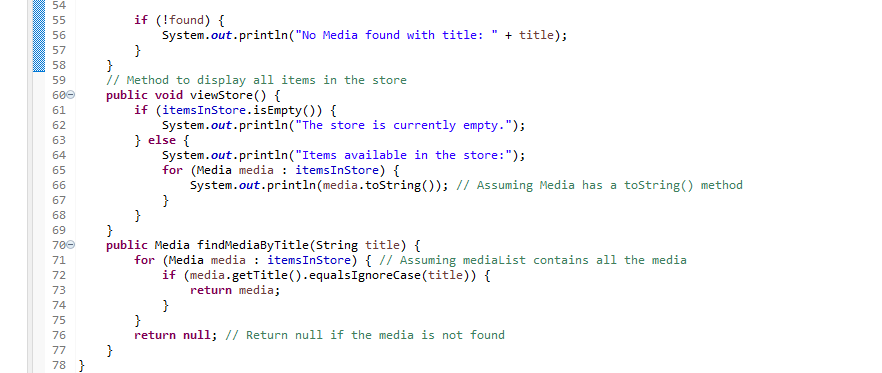 54
55         if (!found) {
56             System.out.println("No Media found with title: " + title);
57         }
58     }
59     // Method to display all items in the store
60     public void viewStore() {
61         if (itemsInStore.isEmpty()) {
62             System.out.println("The store is currently empty.");
63         } else {
64             System.out.println("Items available in the store:");
65             for (Media media : itemsInStore) {
66                 System.out.println(media.toString()); // Assuming Media has a toString() method
67             }
68         }
69     }
70     public Media findMediaByTitle(String title) {
71         for (Media media : itemsInStore) { // Assuming mediaList contains all the media
72             if (media.getTitle().equalsIgnoreCase(title)) {
73                 return media;
74             }
75         }
76         return null; // Return null if the media is not found
77     }
78 }